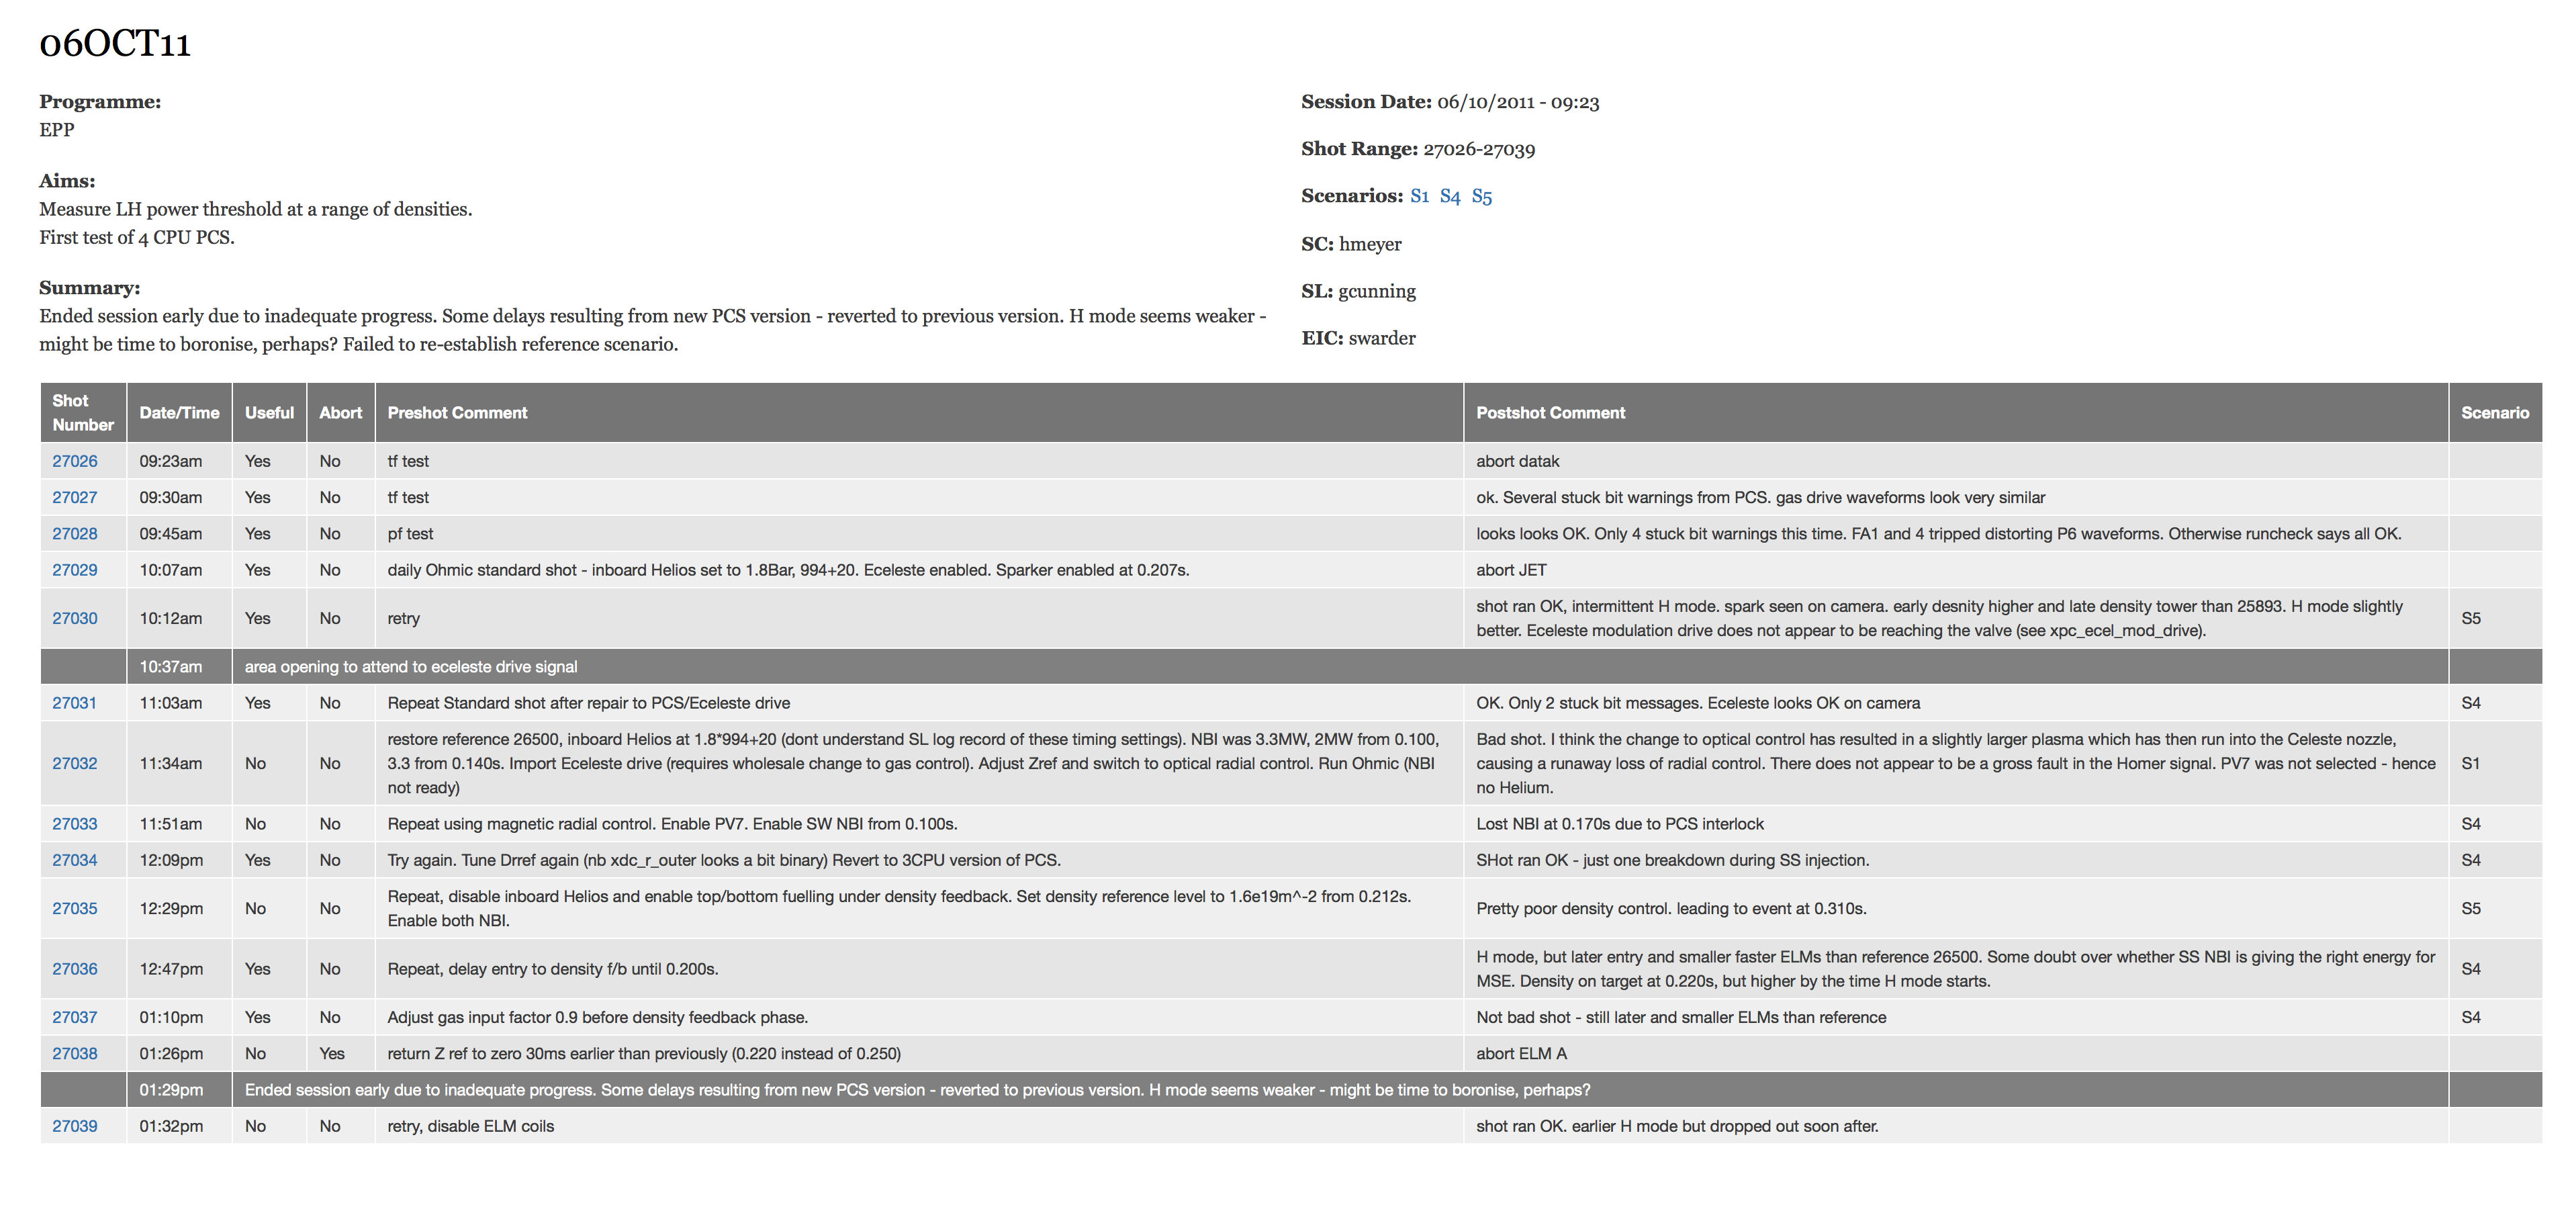 06OCT11
Programme:
EPP
Aims:
Measure LH power threshold at a range of densities.
First test of 4 CPU PCS.
Summary:
Ended session early due to inadequate progress. Some delays resulting from new PCS version - reverted to previous version. H mode seems weaker -
might be time to boronise, perhaps? Failed to re-establish reference scenario.
Session Date: 06/10/2011 - 09:23
Shot Range: 27026-27039
Scenarios: S1 S4 S5
SC: hmeyer
SL: gcunning
EIC: swarder
Shot
Number Date/Time Useful Abort Preshot Comment Postshot Comment Scenario
27026 09:23am Yes No tf test abort datak
27027 09:30am Yes No tf test ok. Several stuck bit warnings from PCS. gas drive waveforms look very similar
27028 09:45am Yes No pf test looks looks OK. Only 4 stuck bit warnings this time. FA1 and 4 tripped distorting P6 waveforms. Otherwise runcheck says all OK.
27029 10:07am Yes No daily Ohmic standard shot - inboard Helios set to 1.8Bar, 994+20. Eceleste enabled. Sparker enabled at 0.207s. abort JET
27030 10:12am Yes No retry shot ran OK, intermittent H mode. spark seen on camera. early desnity higher and late density tower than 25893. H mode slightly
better. Eceleste modulation drive does not appear to be reaching the valve (see xpc_ecel_mod_drive). S5
10:37am area opening to attend to eceleste drive signal
27031 11:03am Yes No Repeat Standard shot after repair to PCS/Eceleste drive OK. Only 2 stuck bit messages. Eceleste looks OK on camera S4
27032 11:34am No No restore reference 26500, inboard Helios at 1.8*994+20 (dont understand SL log record of these timing settings). NBI was 3.3MW, 2MW from 0.100,
3.3 from 0.140s. Import Eceleste drive (requires wholesale change to gas control). Adjust Zref and switch to optical radial control. Run Ohmic (NBI
not ready) Bad shot. I think the change to optical control has resulted in a slightly larger plasma which has then run into the Celeste nozzle,
causing a runaway loss of radial control. There does not appear to be a gross fault in the Homer signal. PV7 was not selected - hence
no Helium. S1
27033 11:51am No No Repeat using magnetic radial control. Enable PV7. Enable SW NBI from 0.100s. Lost NBI at 0.170s due to PCS interlock S4
27034 12:09pm Yes No Try again. Tune Drref again (nb xdc_r_outer looks a bit binary) Revert to 3CPU version of PCS. SHot ran OK - just one breakdown during SS injection. S4
27035 12:29pm No No Repeat, disable inboard Helios and enable top/bottom fuelling under density feedback. Set density reference level to 1.6e19m^-2 from 0.212s.
Enable both NBI. Pretty poor density control. leading to event at 0.310s. S5
27036 12:47pm Yes No Repeat, delay entry to density f/b until 0.200s. H mode, but later entry and smaller faster ELMs than reference 26500. Some doubt over whether SS NBI is giving the right energy for
MSE. Density on target at 0.220s, but higher by the time H mode starts. S4
27037 01:10pm Yes No Adjust gas input factor 0.9 before density feedback phase. Not bad shot - still later and smaller ELMs than reference S4
27038 01:26pm No Yes return Z ref to zero 30ms earlier than previously (0.220 instead of 0.250) abort ELM A
01:29pm Ended session early due to inadequate progress. Some delays resulting from new PCS version - reverted to previous version. H mode seems weaker - might be time to boronise, perhaps?
27039 01:32pm No No retry, disable ELM coils shot ran OK. earlier H mode but dropped out soon after.